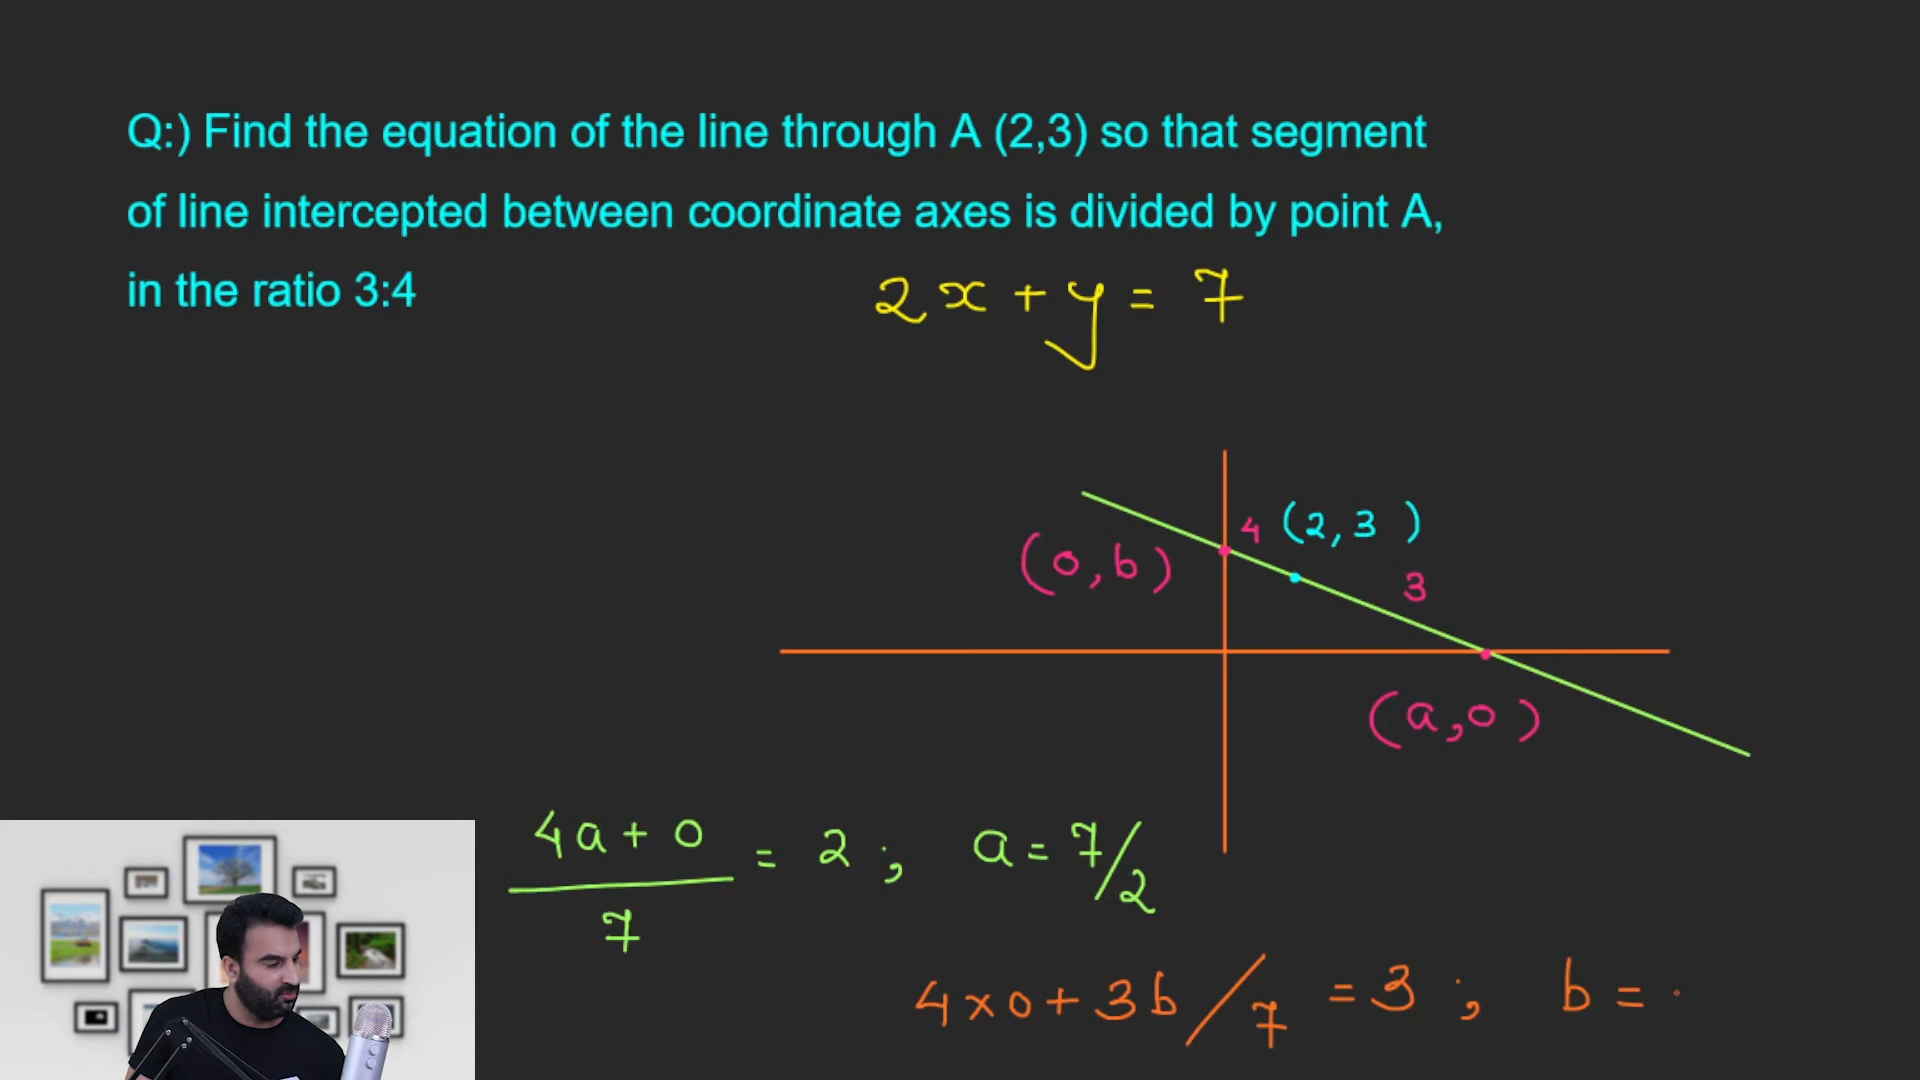 Q:) Find the equation of the line through A (2,3) so that segment
of line intercepted between coordinate axes is divided by point A,
in the ratio 3:4
2x + y = 7
4 (2,3 )
(0,b)
3
(a,0 )
4a + 0 / 7 = 2 ; a = 7/2
4×0 + 3b / 7 = 3 ; b =